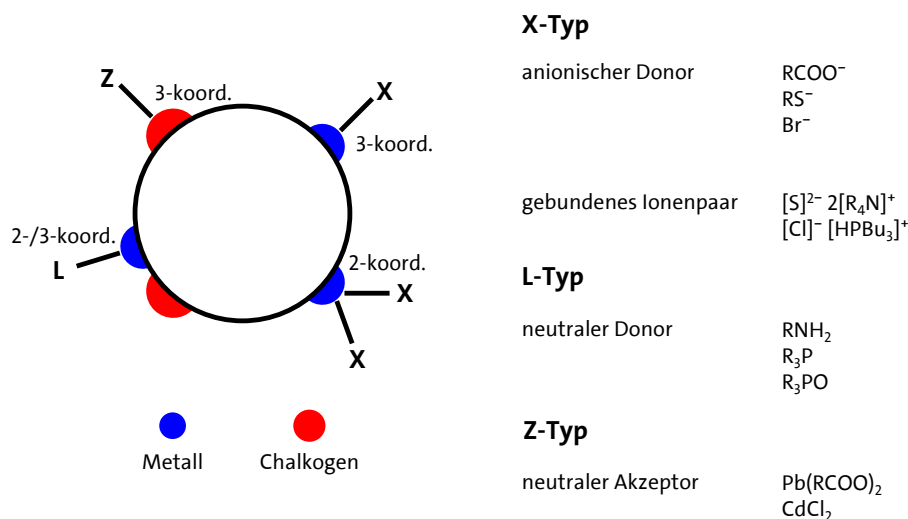 Z
3-koord.
X
3-koord.
2-/3-koord.
L
2-koord.
X
X
Metall
Chalkogen
X-Typ
anionischer Donor RCOO⁻
RS⁻
Br⁻
gebundenes Ionenpaar [S]²⁻ 2[R₄N]⁺
[Cl]⁻ [HPBu₃]⁺
L-Typ
neutraler Donor RNH₂
R₃P
R₃PO
Z-Typ
neutraler Akzeptor Pb(RCOO)₂
CdCl₂